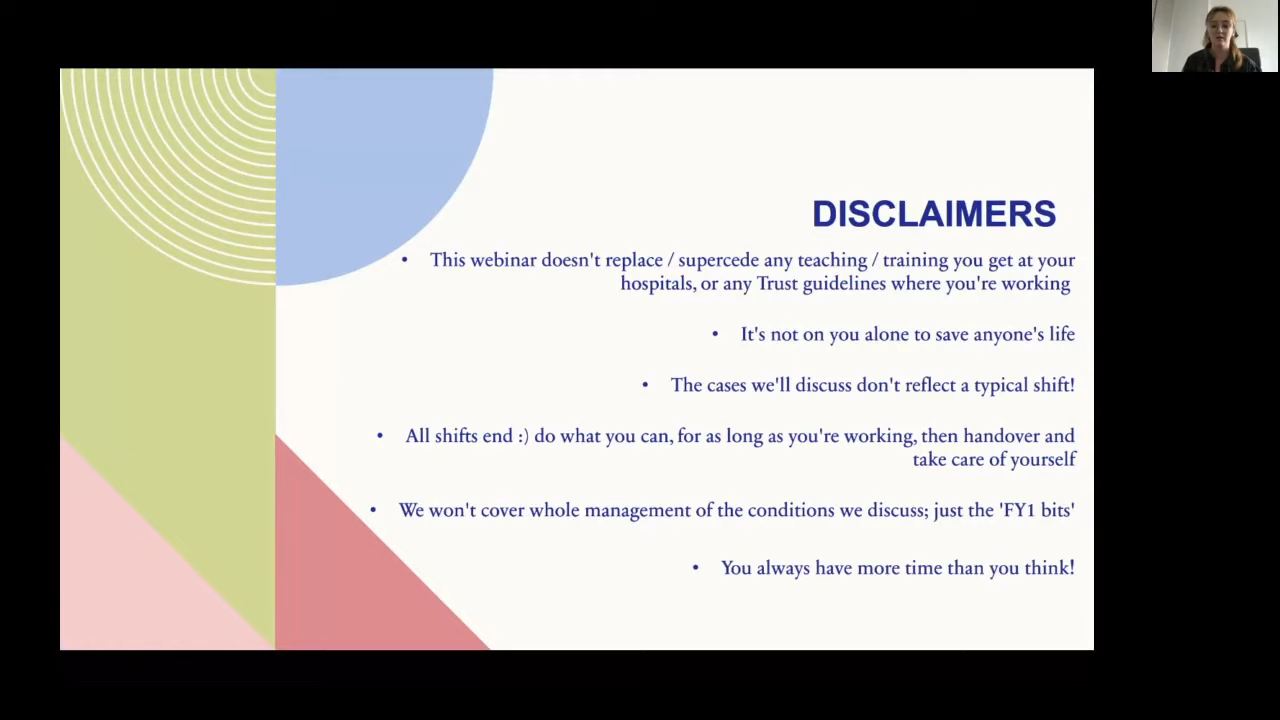 DISCLAIMERS
• This webinar doesn't replace / supercede any teaching / training you get at your
hospitals, or any Trust guidelines where you're working
• It's not on you alone to save anyone's life
• The cases we'll discuss don't reflect a typical shift!
• All shifts end :) do what you can, for as long as you're working, then handover and
take care of yourself
• We won't cover whole management of the conditions we discuss; just the 'FY1 bits'
• You always have more time than you think!